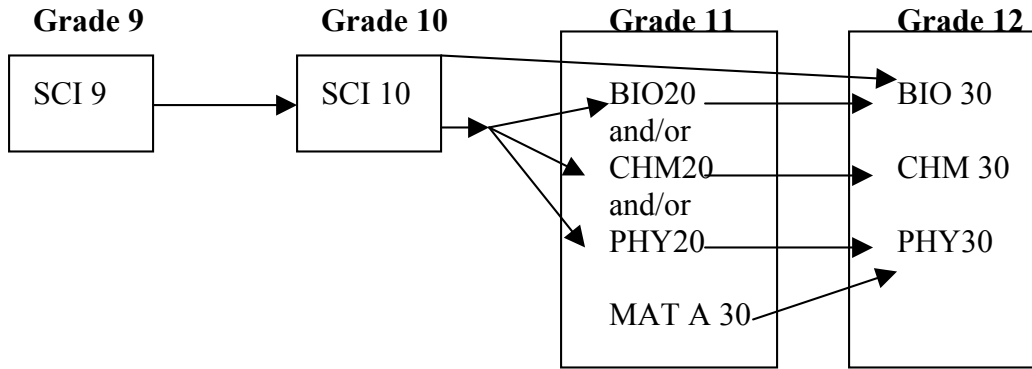 Grade 9 Grade 10 Grade 11 Grade 12
SCI 9 SCI 10 BIO20 BIO 30
and/or
CHM20 CHM 30
and/or
PHY20 PHY30
MAT A 30